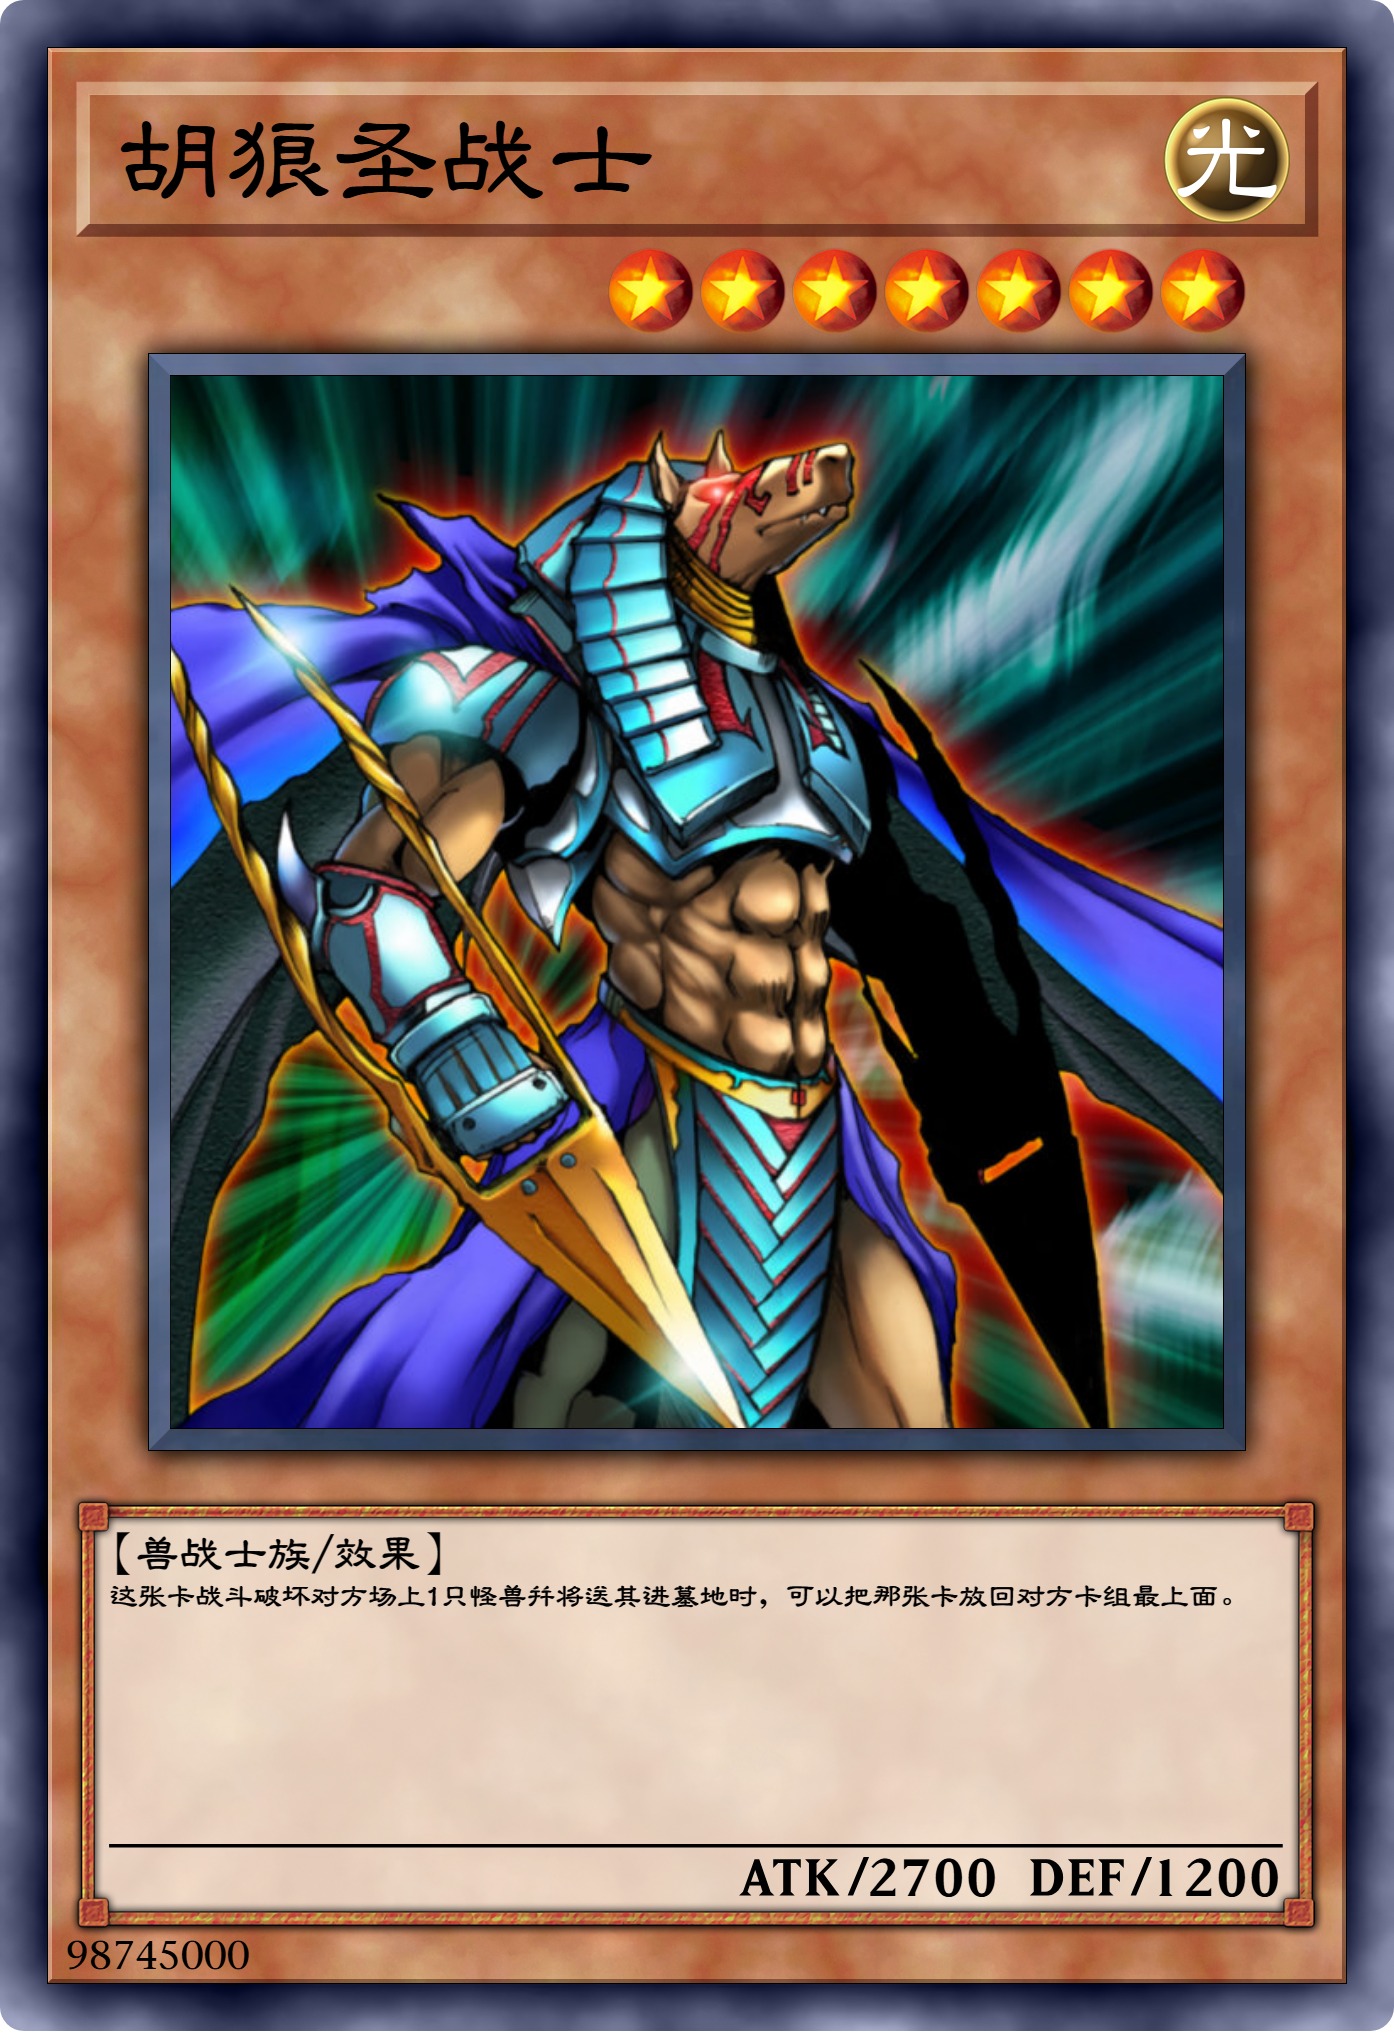 胡狼圣战士
光
【兽战士族/效果】
这张卡战斗破坏对方场上1只怪兽并将送其进墓地时，可以把那张卡放回对方卡组最上面。
ATK/2700 DEF/1200
98745000